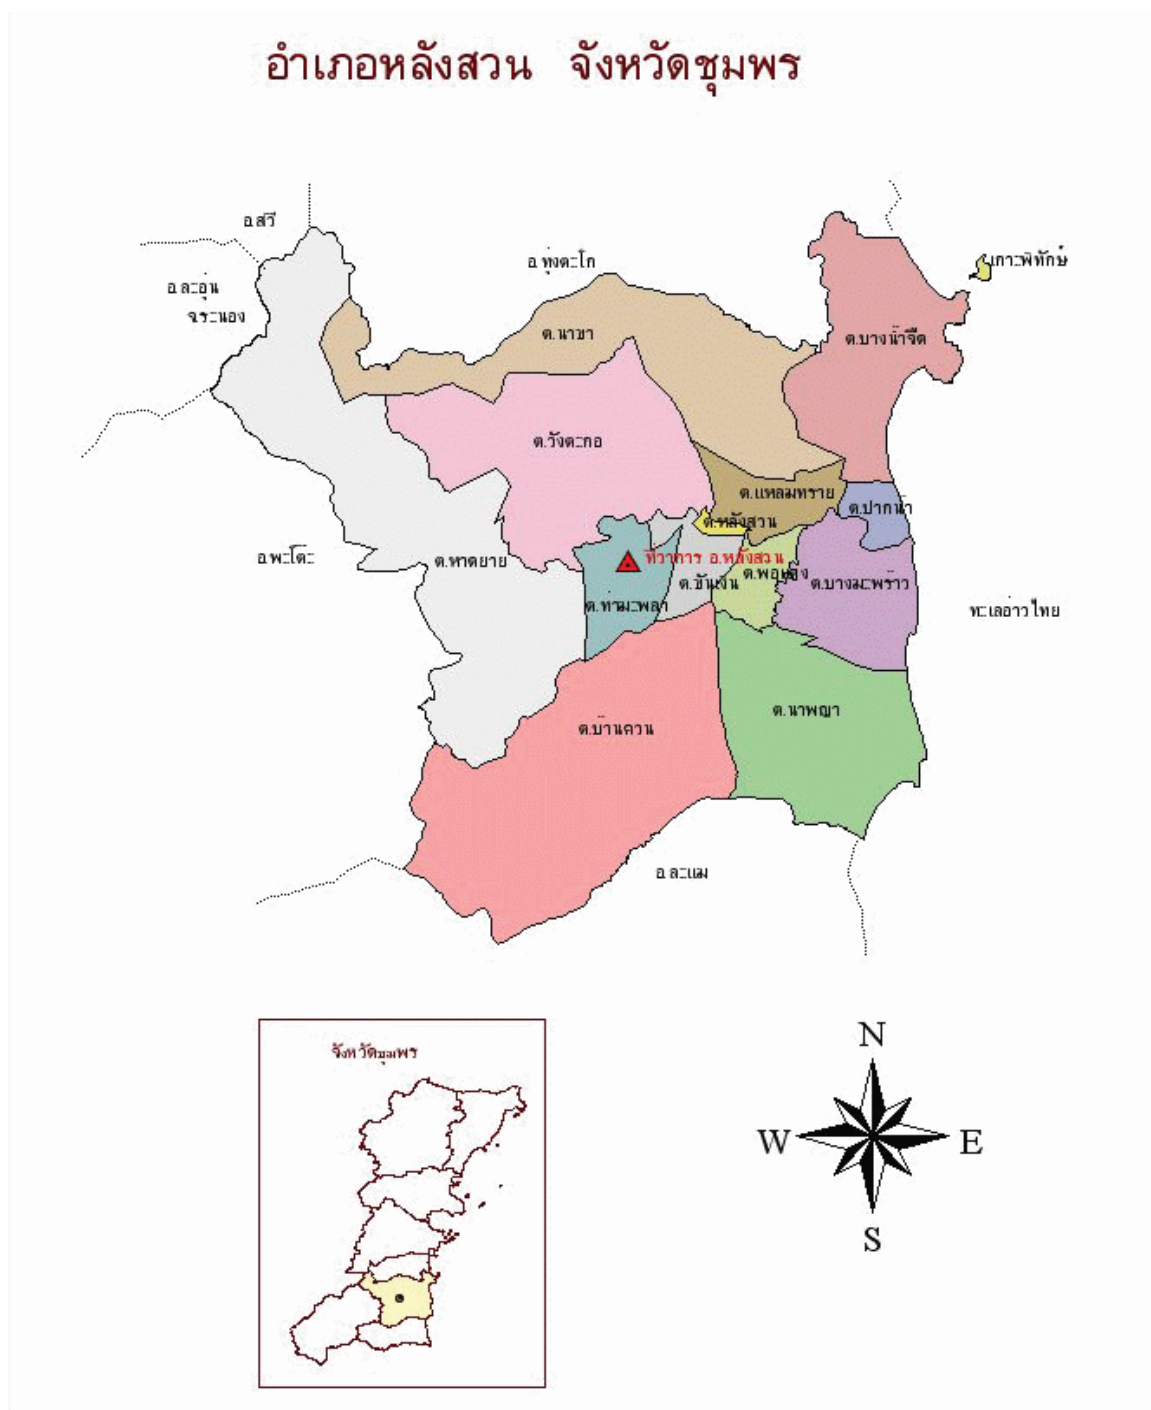 อำเภอหลังสวน จังหวัดชุมพร
อ.สวี
อ.ทุ่งตะโก
เกาะพิทักษ์
อ.ละอุ่น
จ.ระนอง
ต.นาขา
ต.บางน้ำจืด
ต.วังตะกอ
ต.แหลมทราย
ต.ปากน้ำ
ต.หลังสวน
อ.พะโต๊ะ
ต.หาดยาย
ที่ว่าการ อ.หลังสวน
ต.พ้อแดง
ต.ขันเงิน
ต.บางมะพร้าว
ต.ท่ามะพลา
ทะเลอ่าวไทย
ต.นาพญา
ต.บ้านควน
อ.ละแม
จังหวัดชุมพร
N
W
E
S